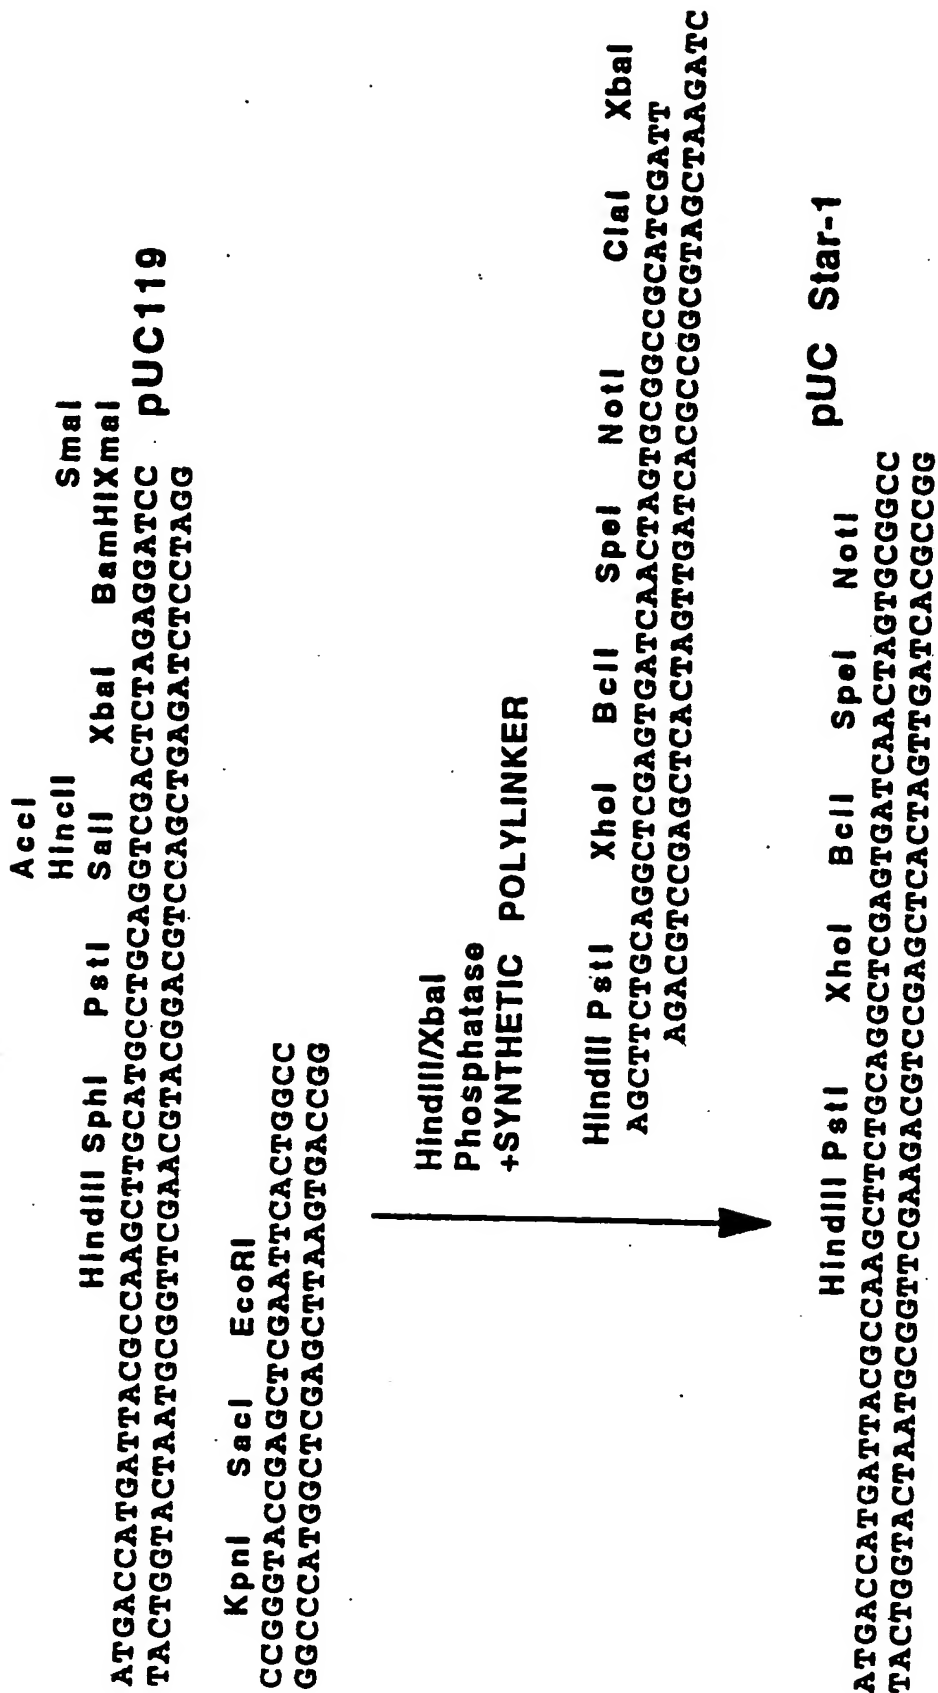 AccI
HincII SmaI
HindIII SphI PstI SalI XbaI BamHIXmaI
ATGACCATGATTACGCCAAGCTTGCATGCCTGCAGGTCGACTCTAGAGGATCC
TACTGGTACTAATGCGGTTCGAACGTACGGACGTCCAGCTGAGATCTCCTAGG
pUC119
KpnI SacI EcoRI
CCGGGTACCGAGCTCGAATTCACTGGCC
GGCCCATGGCTCGAGCTTAAGTGACCGG
HindIII/XbaI
Phosphatase
+SYNTHETIC POLYLINKER
HindIII PstI XhoI BclI SpeI NotI ClaI XbaI
AGCTTCTGCAGGCTCGAGTGATCAACTAGTGCGGCCGCATCGATT
AGACGTCCGAGCTCACTAGTTGATCACGCCGGCGTAGCTAAGATC
pUC Star-1
HindIII PstI XhoI BclI SpeI NotI
ATGACCATGATTACGCCAAGCTTCTGCAGGCTCGAGTGATCAACTAGTGCGGCC
TACTGGTACTAATGCGGTTCGAAGACGTCCGAGCTCACTAGTTGATCACGCCGG